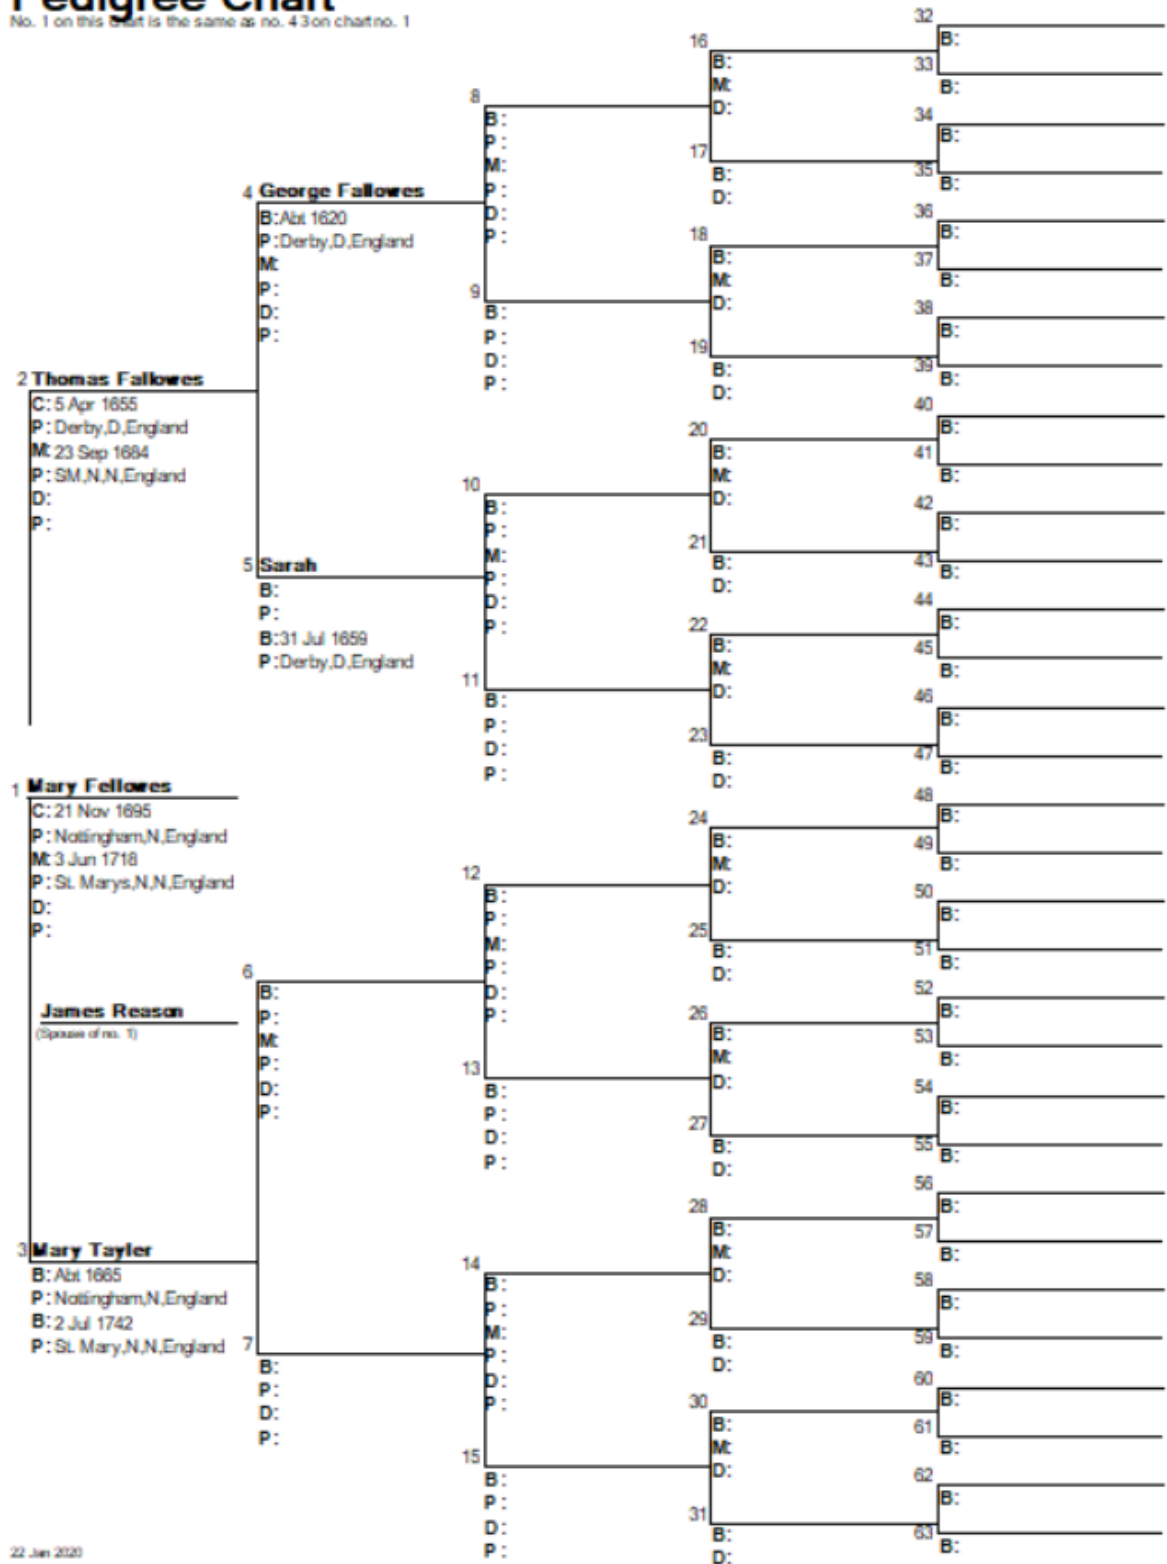 Pedigree Chart
No. 1 on this chart is the same as no. 43 on chart no. 1
2 Thomas Fallowes
C: 5 Apr 1655
P: Derby,D,England
M: 23 Sep 1684
P: SM,N,N,England
D:
P:
1 Mary Fellowes
C: 21 Nov 1695
P: Nottingham,N,England
M: 3 Jun 1718
P: St. Marys,N,N,England
D:
P:
James Reason
(Spouse of no. 1)
3 Mary Tayler
B: Abt 1665
P: Nottingham,N,England
B: 2 Jul 1742
P: St. Mary,N,N,England
4 George Fallowes
B: Abt 1620
P: Derby,D,England
M:
P:
D:
P:
5 Sarah
B:
P:
B: 31 Jul 1659
P: Derby,D,England
6
B:
P:
M:
P:
D:
P:
7
B:
P:
D:
P:
8
B:
P:
M:
P:
D:
P:
9
B:
P:
D:
P:
10
B:
P:
M:
P:
D:
P:
11
B:
P:
D:
P:
12
B:
P:
M:
P:
D:
P:
13
B:
P:
D:
P:
14
B:
P:
M:
P:
D:
P:
15
B:
P:
D:
P:
16
B:
M:
D:
17
B:
D:
18
B:
M:
D:
19
B:
D:
20
B:
M:
D:
21
B:
D:
22
B:
M:
D:
23
B:
D:
24
B:
M:
D:
25
B:
D:
26
B:
M:
D:
27
B:
D:
28
B:
M:
D:
29
B:
D:
30
B:
M:
D:
31
B:
D:
32
B:
33
B:
34
B:
35
B:
36
B:
37
B:
38
B:
39
B:
40
B:
41
B:
42
B:
43
B:
44
B:
45
B:
46
B:
47
B:
48
B:
49
B:
50
B:
51
B:
52
B:
53
B:
54
B:
55
B:
56
B:
57
B:
58
B:
59
B:
60
B:
61
B:
62
B:
63
B:
22 Jan 2020